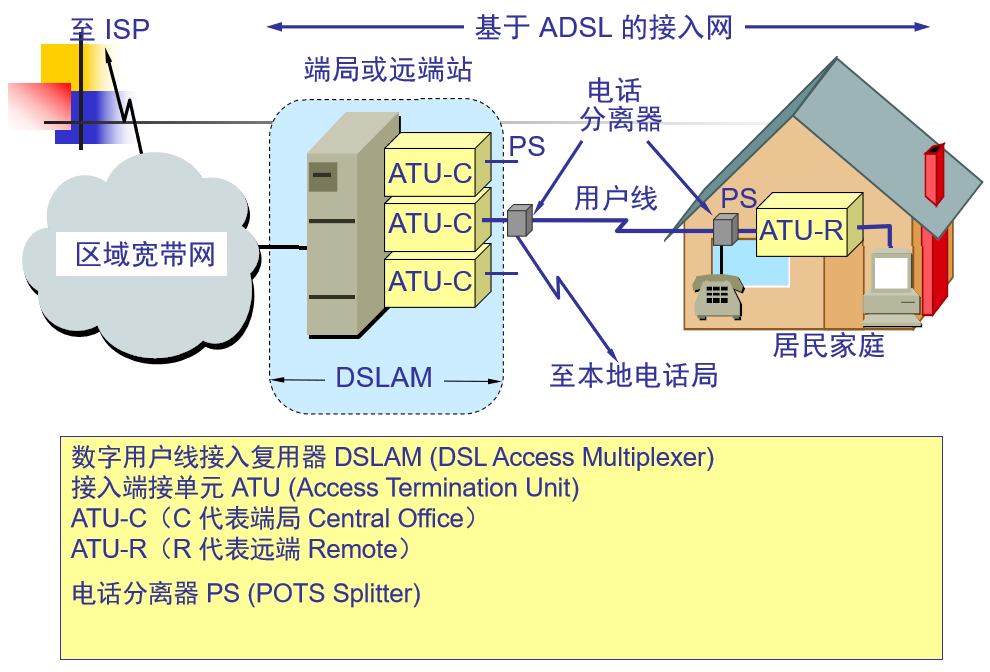 至 ISP
基于 ADSL 的接入网
端局或远端站
电话
分离器
PS
ATU-C
用户线
PS
ATU-C
ATU-R
区域宽带网
ATU-C
居民家庭
DSLAM
至本地电话局
数字用户线接入复用器 DSLAM (DSL Access Multiplexer)
接入端接单元 ATU (Access Termination Unit)
ATU-C（C 代表端局 Central Office）
ATU-R（R 代表远端 Remote）
电话分离器 PS (POTS Splitter)